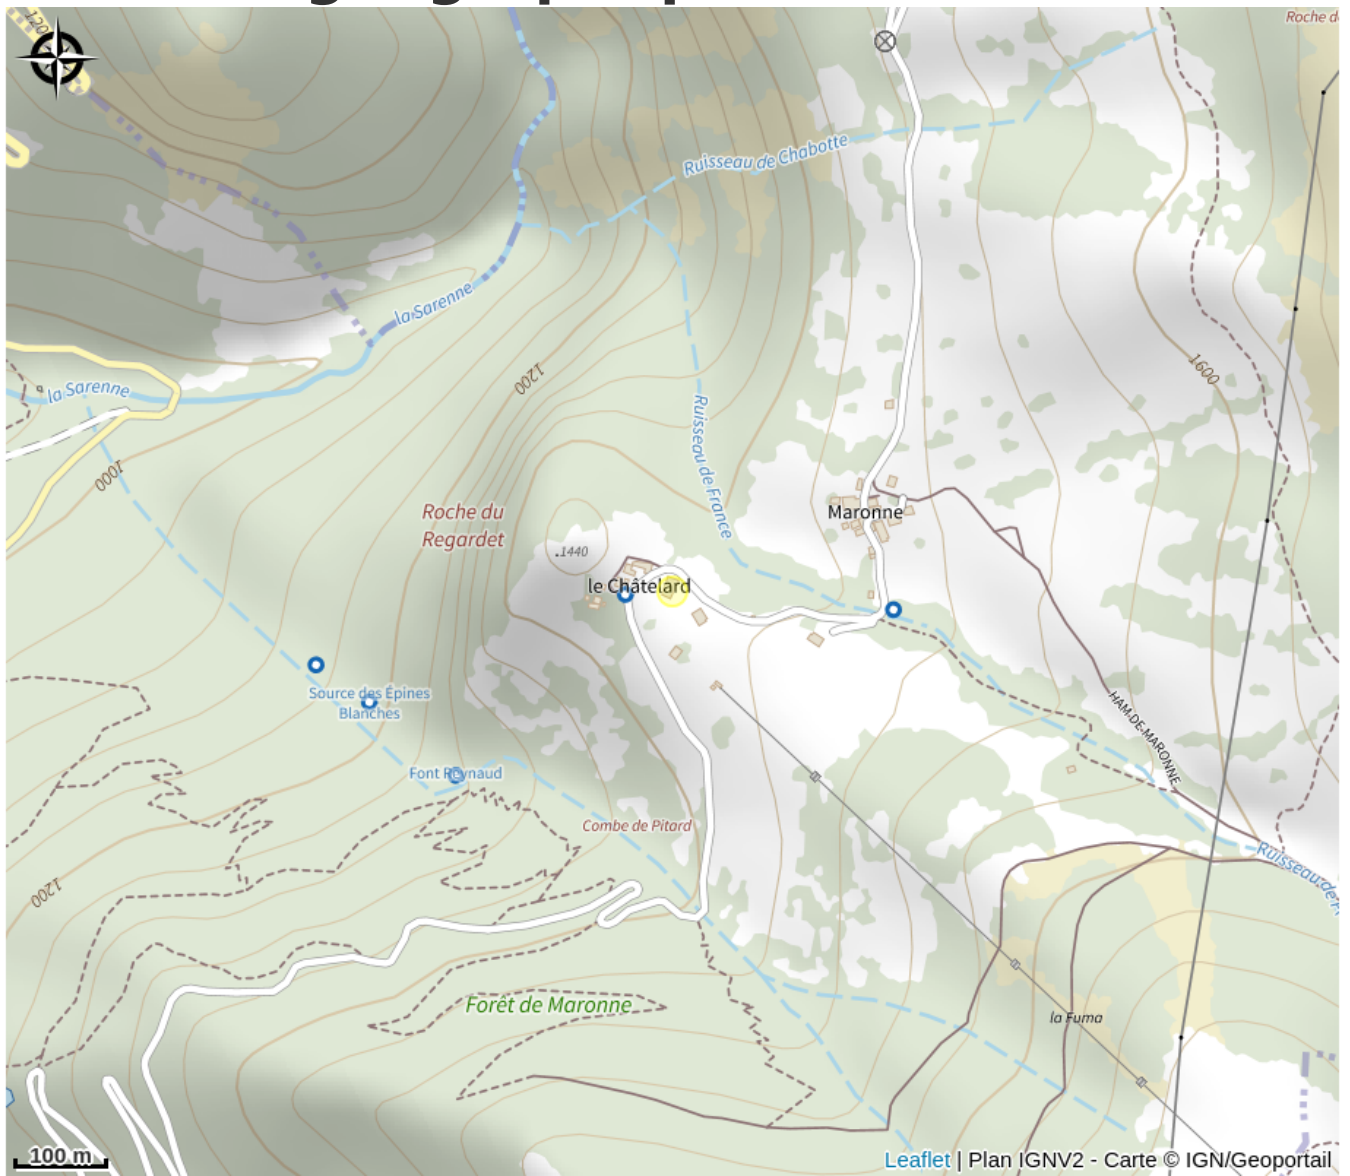 120
Roche d
Ruisseau de Chabotte
la Sarenne
la Sarenne
1200
1600
1000
Ruisseau de France
Roche du
Regardet
Maronne
.1440
le Châtelard
Source des Épines
Blanches
HAM-DE-MARONNE
Font Reynaud
Combe de Pitard
Ruisseau de Fr
1200
Forêt de Maronne
la Fuma
100 m
Leaflet | Plan IGNV2 - Carte © IGN/Geoportail